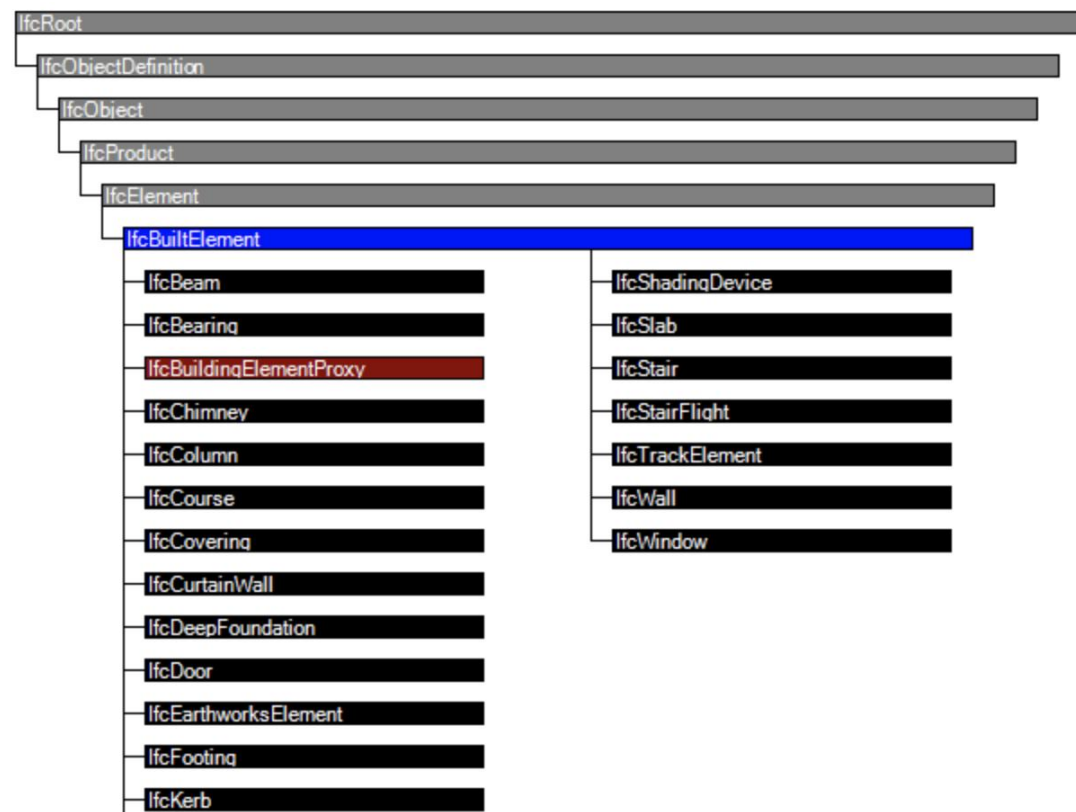 IfcRoot
IfcObjectDefinition
IfcObject
IfcProduct
IfcElement
IfcBuiltElement
IfcBeam
IfcBearing
IfcBuildingElementProxy
IfcChimney
IfcColumn
IfcCourse
IfcCovering
IfcCurtainWall
IfcDeepFoundation
IfcDoor
IfcEarthworksElement
IfcFooting
IfcKerb
IfcShadingDevice
IfcSlab
IfcStair
IfcStairFlight
IfcTrackElement
IfcWall
IfcWindow